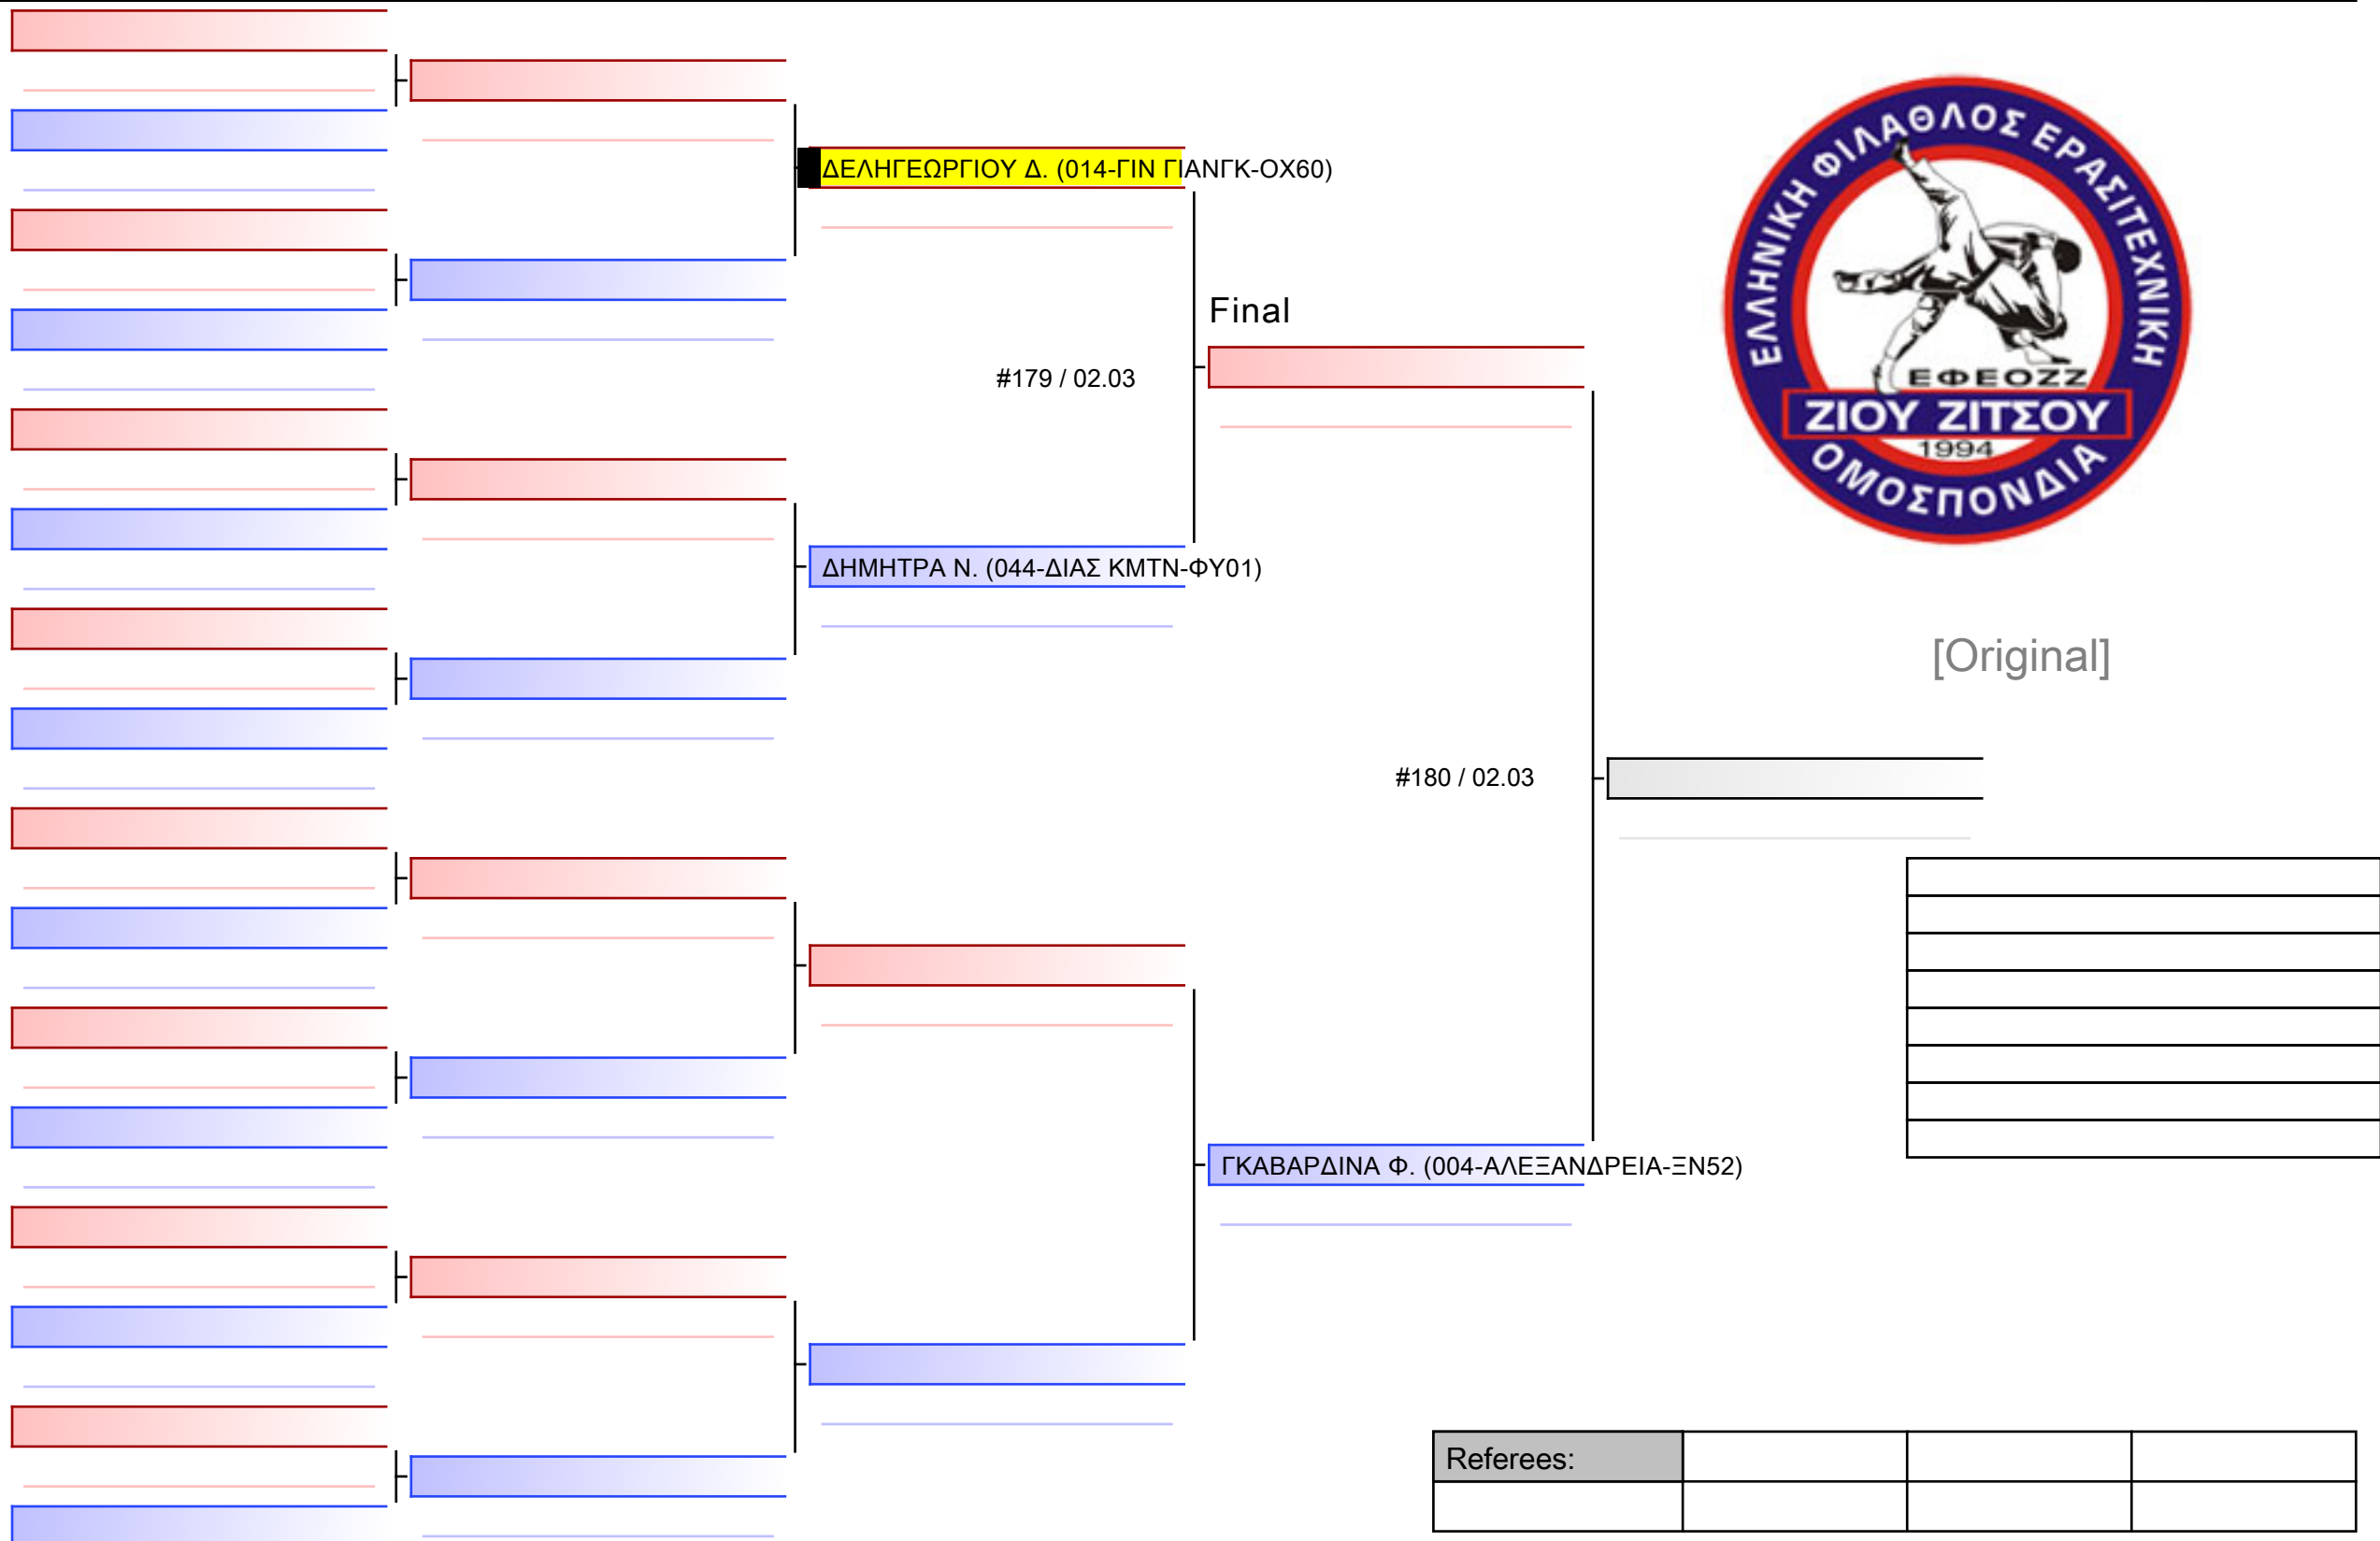 ΔΕΛΗΓΕΩΡΓΙΟΥ Δ. (014-ΓΙΝ ΓΙΑΝΓΚ-ΟΧ60)
ΕΛΛΗΝΙΚΗ ΦΙΛΑΘΛΟΣ ΕΡΑΣΙΤΕΧΝΙΚΗ
ΕΦΕΟΖΖ
ΖΙΟΥ ΖΙΤΣΟΥ
1994
ΟΜΟΣΠΟΝΔΙΑ
Final
#179 / 02.03
ΔΗΜΗΤΡΑ Ν. (044-ΔΙΑΣ ΚΜΤΝ-ΦΥ01)
[Original]
#180 / 02.03
ΓΚΑΒΑΡΔΙΝΑ Φ. (004-ΑΛΕΞΑΝΔΡΕΙΑ-ΞΝ52)
Referees: